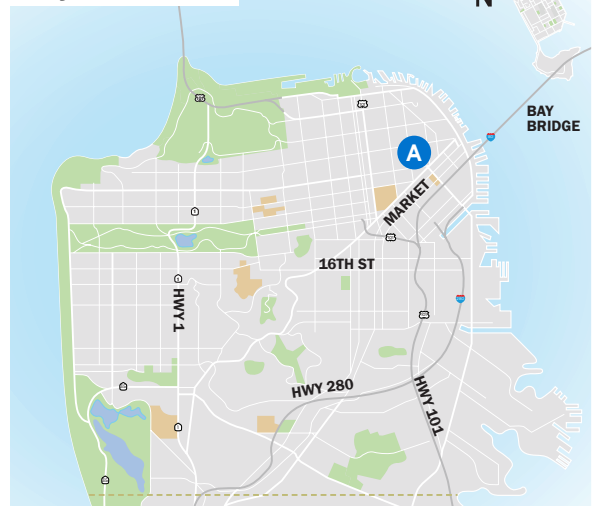 N
BAY
BRIDGE
A
MARKET
16TH ST
HWY 1
HWY 280
HWY 101